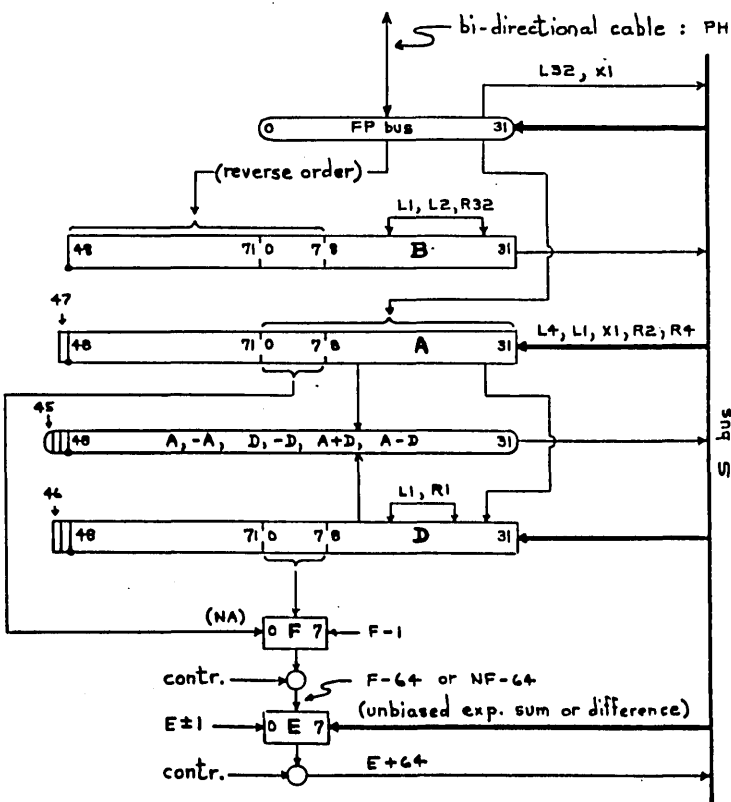 bi-directional cable : PH
L32, X1
0 FP bus 31
(reverse order)
L1, L2, R32
48 71 0 7 8 B 31
47
48 71 0 7 8 A 31
L4, L1, X1, R2, R4
45
48 A, -A, D, -D, A+D, A-D 31
S bus
46
L1, R1
48 71 0 7 8 D 31
(NA)
0 F 7
F-1
contr.
F-64 or NF-64
(unbiased exp. sum or difference)
E±1
0 E 7
contr.
E+64